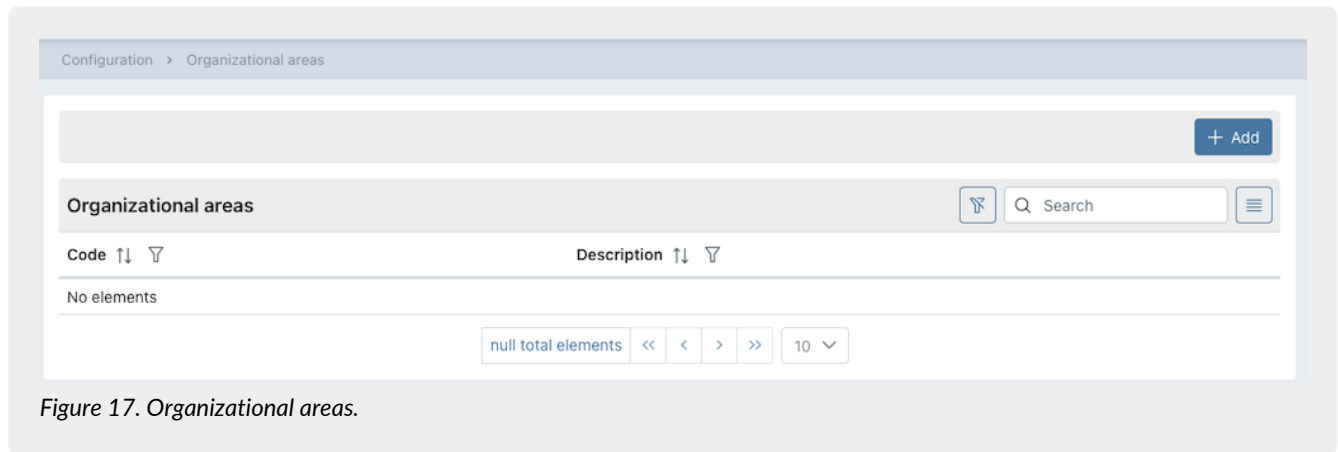 Configuration > Organizational areas
+ Add
Organizational areas
Search
Code
Description
No elements
null total elements << < > >> 10
Figure 17. Organizational areas.